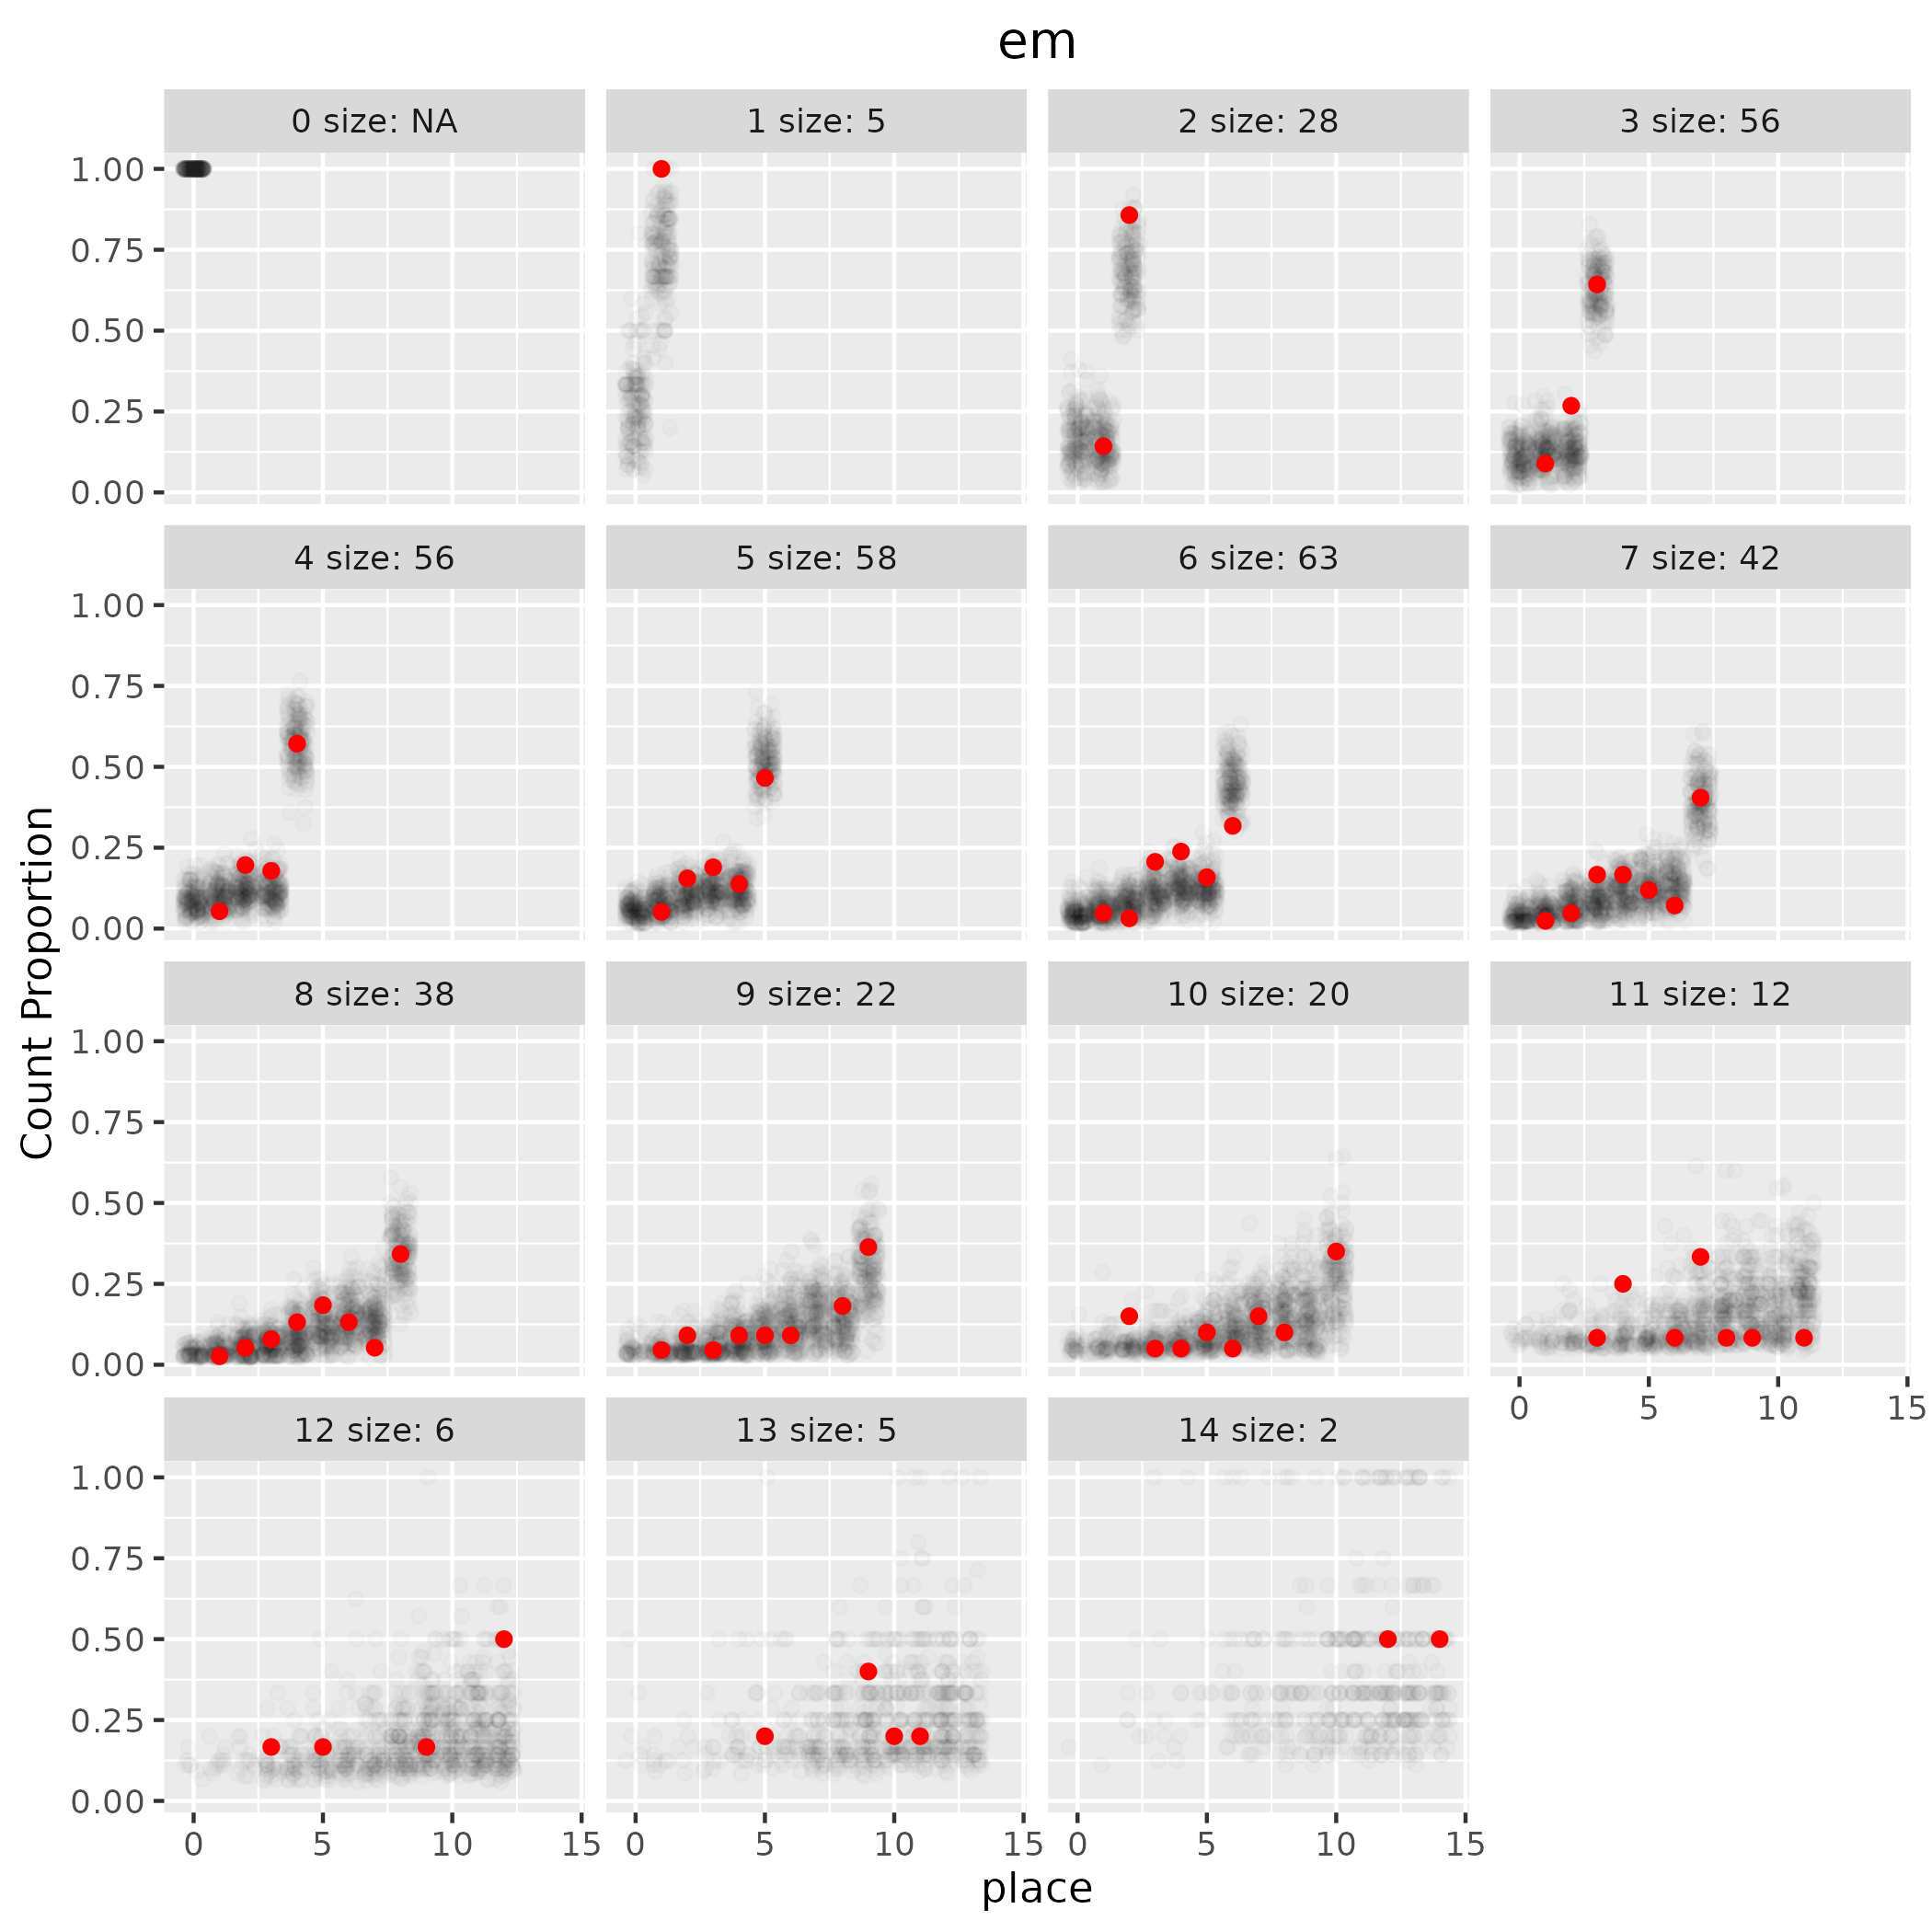 em
0 size: NA
1 size: 5
2 size: 28
3 size: 56
1.00
0.75
0.50
0.25
0.00
4 size: 56
5 size: 58
6 size: 63
7 size: 42
1.00
0.75
0.50
0.25
0.00
Count Proportion
8 size: 38
9 size: 22
10 size: 20
11 size: 12
1.00
0.75
0.50
0.25
0.00
0 5 10 15
12 size: 6
13 size: 5
14 size: 2
1.00
0.75
0.50
0.25
0.00
0 5 10 15
0 5 10 15
0 5 10 15
place